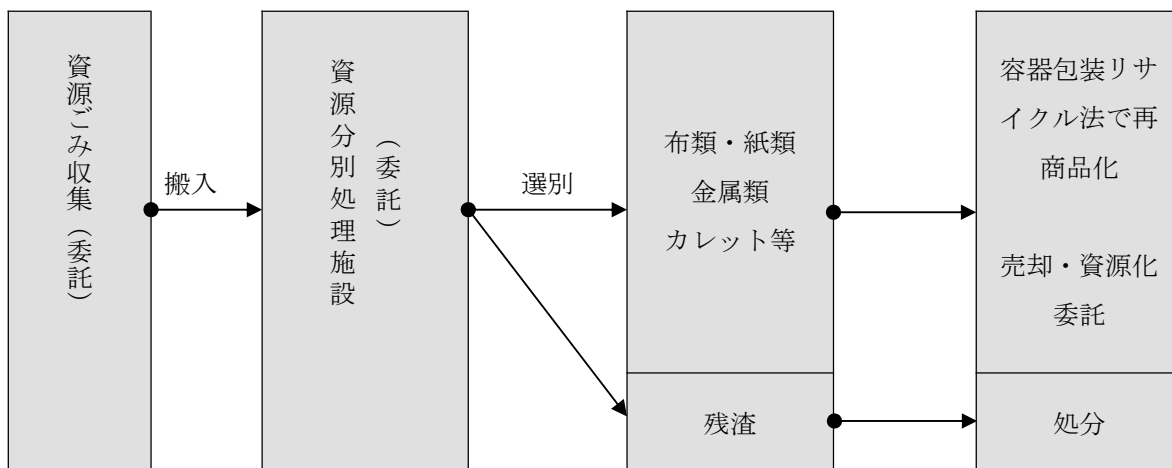 資源ごみ収集（委託）
搬入
資源分別処理施設
（委託）
選別
布類・紙類
金属類
カレット等
残渣
容器包装リサ
イクル法で再
商品化
売却・資源化
委託
処分